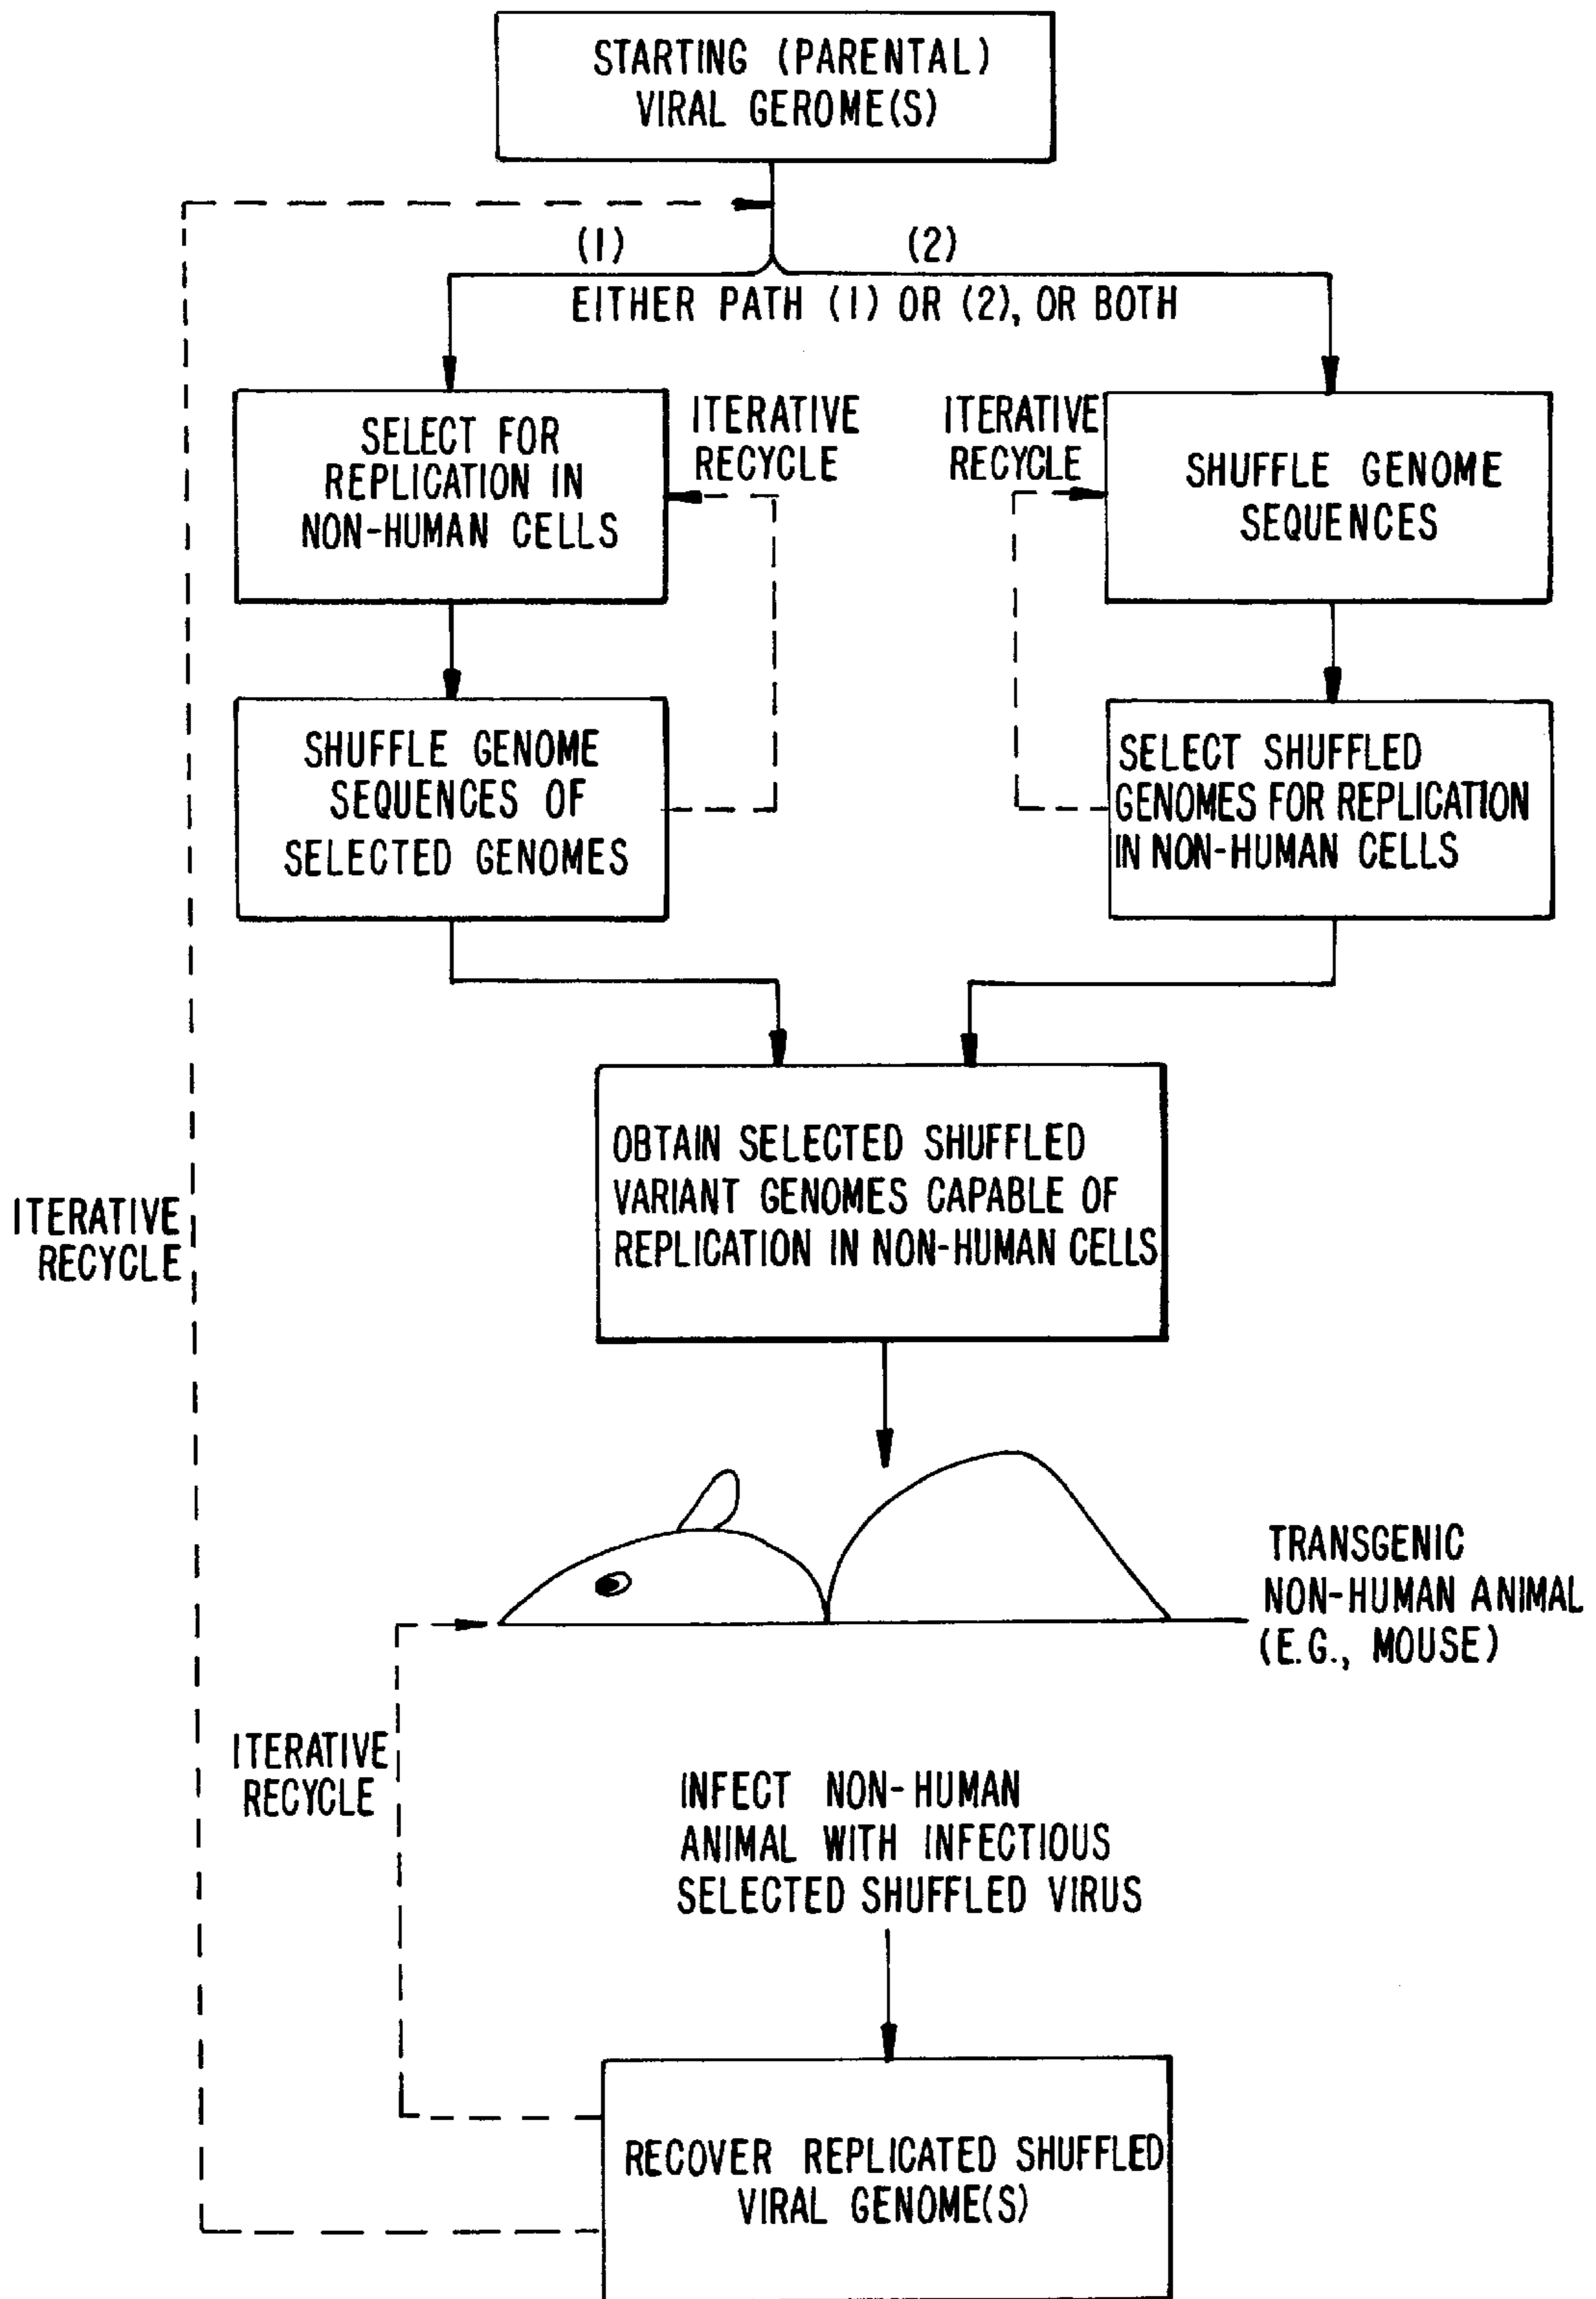 STARTING (PARENTAL)
VIRAL GEROME(S)
(1)
(2)
EITHER PATH (1) OR (2), OR BOTH
SELECT FOR
REPLICATION IN
NON-HUMAN CELLS
ITERATIVE
RECYCLE
ITERATIVE
RECYCLE
SHUFFLE GENOME
SEQUENCES
SHUFFLE GENOME
SEQUENCES OF
SELECTED GENOMES
SELECT SHUFFLED
GENOMES FOR REPLICATION
IN NON-HUMAN CELLS
OBTAIN SELECTED SHUFFLED
VARIANT GENOMES CAPABLE OF
REPLICATION IN NON-HUMAN CELLS
ITERATIVE
RECYCLE
TRANSGENIC
NON-HUMAN ANIMAL
(E.G., MOUSE)
ITERATIVE
RECYCLE
INFECT NON-HUMAN
ANIMAL WITH INFECTIOUS
SELECTED SHUFFLED VIRUS
RECOVER REPLICATED SHUFFLED
VIRAL GENOME(S)